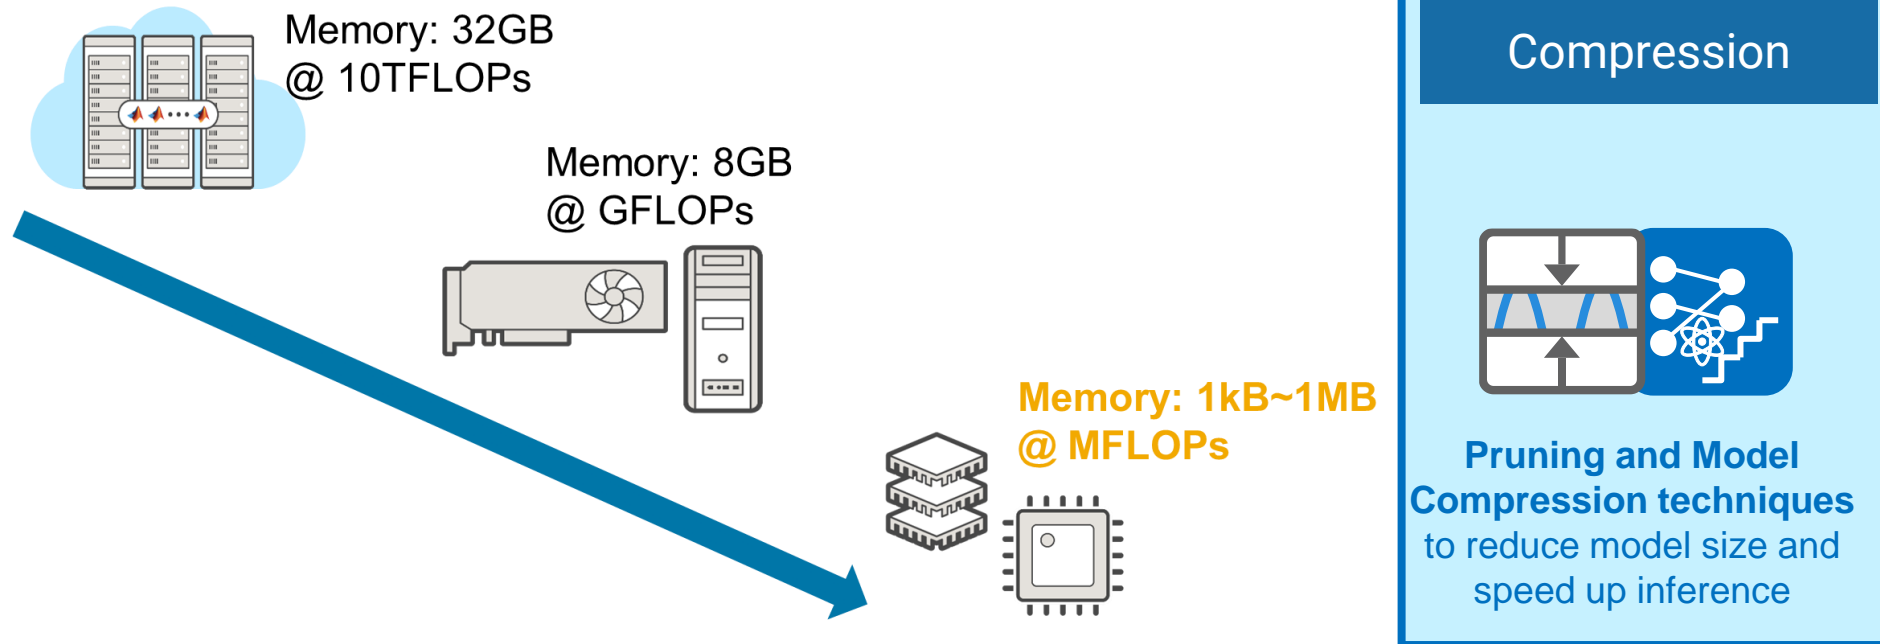 Memory: 32GB
@ 10TFLOPs
Memory: 8GB
@ GFLOPs
Memory: 1kB~1MB
@ MFLOPs
Compression
Pruning and Model
Compression techniques
to reduce model size and
speed up inference